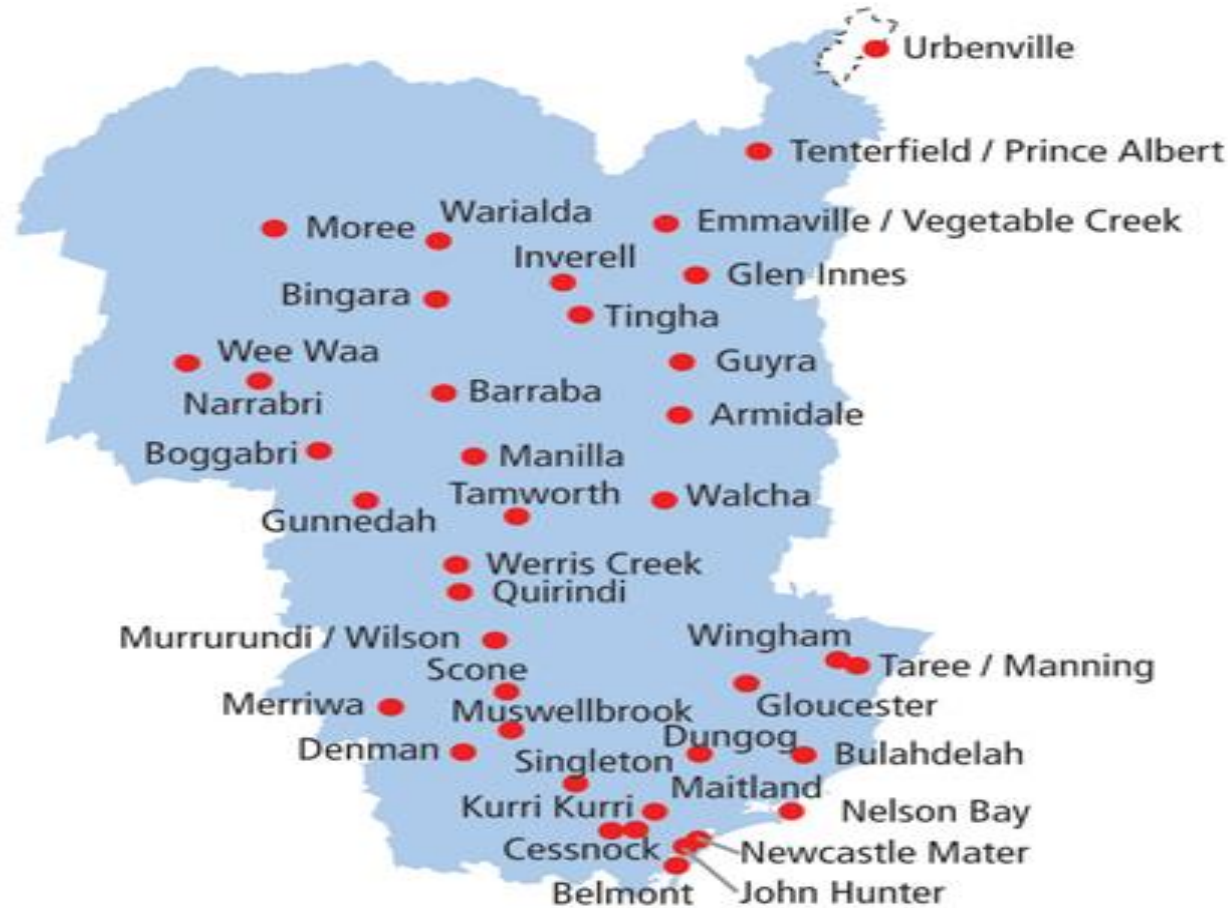 Urbenville
Tenterfield / Prince Albert
Warialda
Emmaville / Vegetable Creek
Moree
Inverell
Glen Innes
Bingara
Tingha
Wee Waa
Guyra
Narrabri
Barraba
Armidale
Boggabri
Manilla
Tamworth
Walcha
Gunnedah
Werris Creek
Quirindi
Murrurundi / Wilson
Wingham
Taree / Manning
Scone
Merriwa
Gloucester
Muswellbrook
Dungog
Denman
Bulahdelah
Singleton
Maitland
Kurri Kurri
Nelson Bay
Cessnock
Newcastle Mater
Belmont
John Hunter